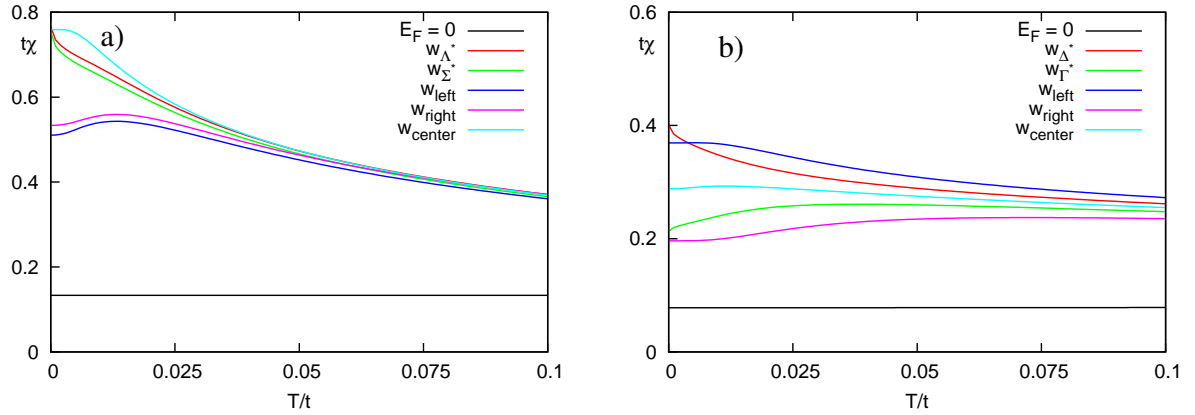 a)
tχ
0.8
0.6
0.4
0.2
0
0
0.025
0.05
0.075
0.1
T/t
E_F = 0
w_Λ*
w_Σ*
w_left
w_right
w_center
b)
tχ
0.6
0.4
0.2
0
0
0.025
0.05
0.075
0.1
T/t
E_F = 0
w_Δ*
w_Γ*
w_left
w_right
w_center